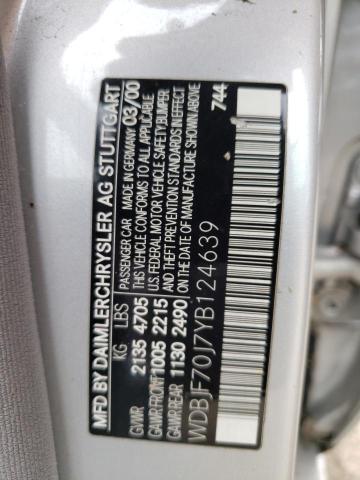 MFD BY DAIMLERCHRYSLER AG STUTTGART
KG LBS PASSENGER CAR MADE IN GERMANY 03/00
GVWR 2135 4705 THIS VEHICLE CONFORMS TO ALL APPLICABLE
GAWR FRONT 1005 2215 U.S. FEDERAL MOTOR VEHICLE SAFETY BUMPER
GAWR REAR 1130 2490 AND THEFT PREVENTION STANDARDS IN EFFECT
ON THE DATE OF MANUFACTURE SHOWN ABOVE
WDBJF70J7YB124639 744